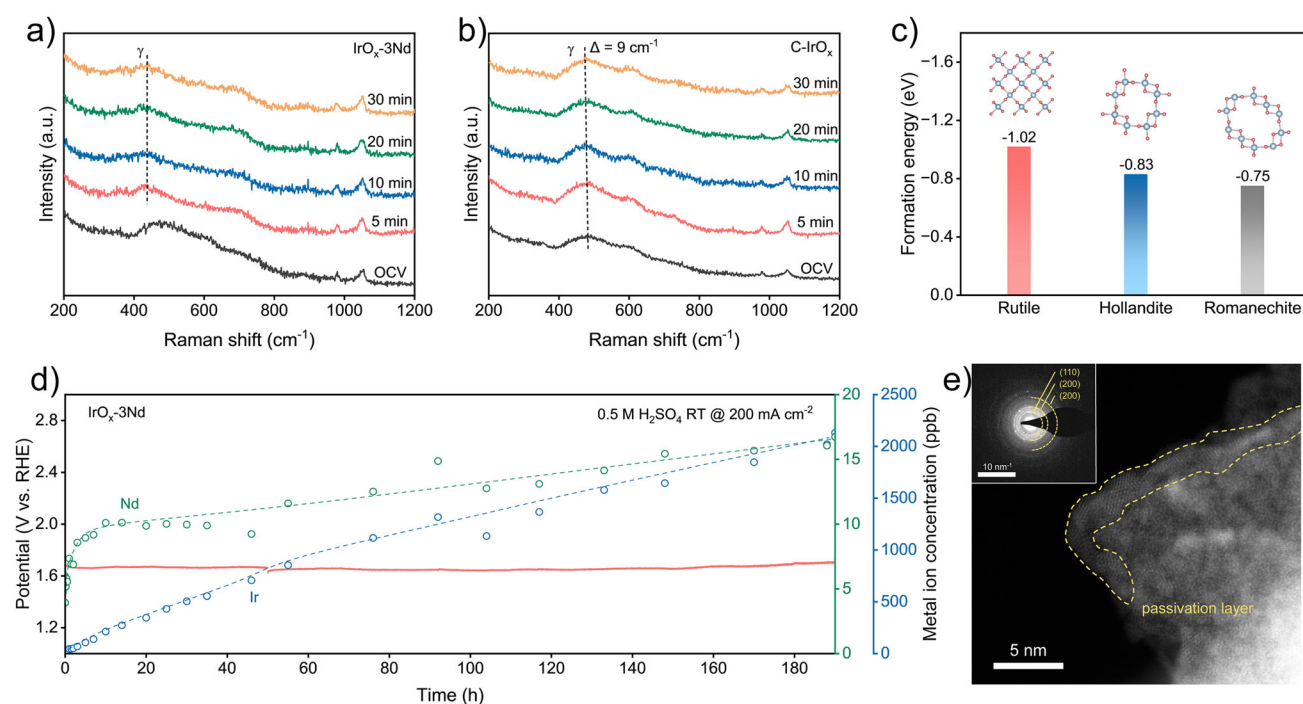 a)
IrOₓ-3Nd
γ
30 min
20 min
10 min
5 min
OCV
Intensity (a.u.)
200 400 600 800 1000 1200
Raman shift (cm⁻¹)
b)
C-IrOₓ
γ Δ = 9 cm⁻¹
30 min
20 min
10 min
5 min
OCV
Intensity (a.u.)
200 400 600 800 1000 1200
Raman shift (cm⁻¹)
c)
Formation energy (eV)
−1.6
−1.2
−0.8
−0.4
0.0
-1.02
-0.83
-0.75
Rutile Hollandite Romanechite
d)
IrOₓ-3Nd
0.5 M H₂SO₄ RT @ 200 mA cm⁻²
Potential (V vs. RHE)
2.8
2.4
2.0
1.6
1.2
Nd
Ir
20
15
10
5
0
2500
2000
1500
1000
500
0
Metal ion concentration (ppb)
0 20 40 60 80 100 120 140 160 180
Time (h)
e)
(110)
(200)
(200)
10 nm⁻¹
passivation layer
5 nm